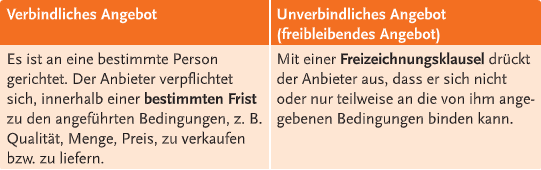 Verbindliches Angebot
Es ist an eine bestimmte Person
gerichtet. Der Anbieter verpflichtet
sich, innerhalb einer bestimmten Frist
zu den angeführten Bedingungen, z. B.
Qualität, Menge, Preis, zu verkaufen
bzw. zu liefern.
Unverbindliches Angebot
(freibleibendes Angebot)
Mit einer Freizeichnungsklausel drückt
der Anbieter aus, dass er sich nicht
oder nur teilweise an die von ihm ange-
gebenen Bedingungen binden kann.